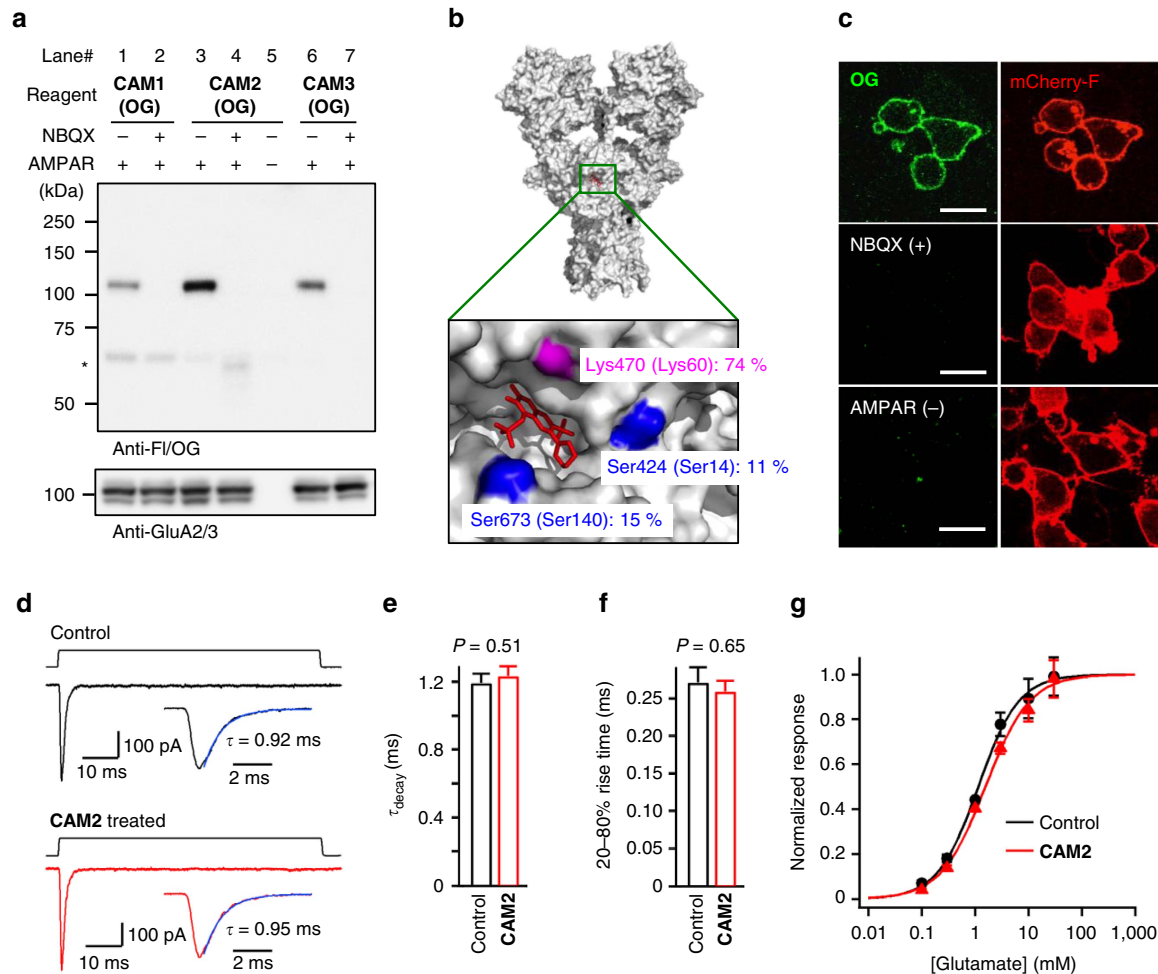 a
Lane# 1 2 3 4 5 6 7
Reagent CAM1 (OG) CAM2 (OG) CAM3 (OG)
NBQX – + – + – +
AMPAR + + + + – + +
(kDa)
250
150
100
75
*
50
Anti-Fl/OG
100
Anti-GluA2/3
b
Lys470 (Lys60): 74 %
Ser424 (Ser14): 11 %
Ser673 (Ser140): 15 %
c
OG mCherry-F
NBQX (+)
AMPAR (–)
d
Control
100 pA
10 ms
τ = 0.92 ms
2 ms
CAM2 treated
100 pA
10 ms
τ = 0.95 ms
2 ms
e
P = 0.51
τdecay (ms)
1.2
0.8
0.4
0
Control CAM2
f
P = 0.65
20–80% rise time (ms)
0.25
0.20
0.15
0.10
0.05
0.00
Control CAM2
g
Normalized response
1.0
0.8
0.6
0.4
0.2
0
Control
CAM2
0.01 0.1 1 10 100 1,000
[Glutamate] (mM)